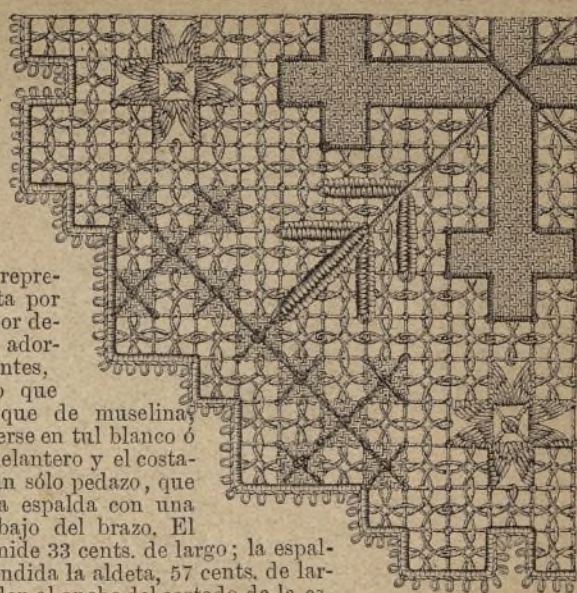 repre-
ta por
or de-
ador-
ntes,
o que
que de muselina,
erse en tul blanco ó
elantero y el costa-
un sólo pedazo, que
a espalda con una
bajo del brazo. El
mide 33 cents. de largo; la espal-
ndida la aldeta, 57 cents. de lar-